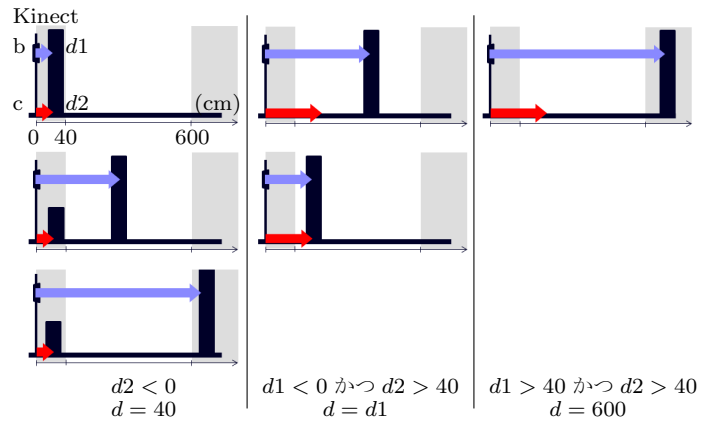 Kinect
b d1
c d2 (cm)
0 40 600
d2 < 0
d = 40
d1 < 0 かつ d2 > 40
d = d1
d1 > 40 かつ d2 > 40
d = 600